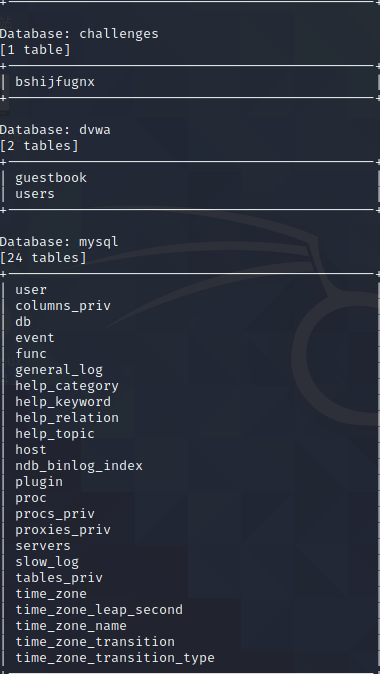 Database: challenges
[1 table]
bshijfugnx
Database: dvwa
[2 tables]
guestbook
users
Database: mysql
[24 tables]
user
columns_priv
db
event
func
general_log
help_category
help_keyword
help_relation
help_topic
host
ndb_binlog_index
plugin
proc
procs_priv
proxies_priv
servers
slow_log
tables_priv
time_zone
time_zone_leap_second
time_zone_name
time_zone_transition
time_zone_transition_type